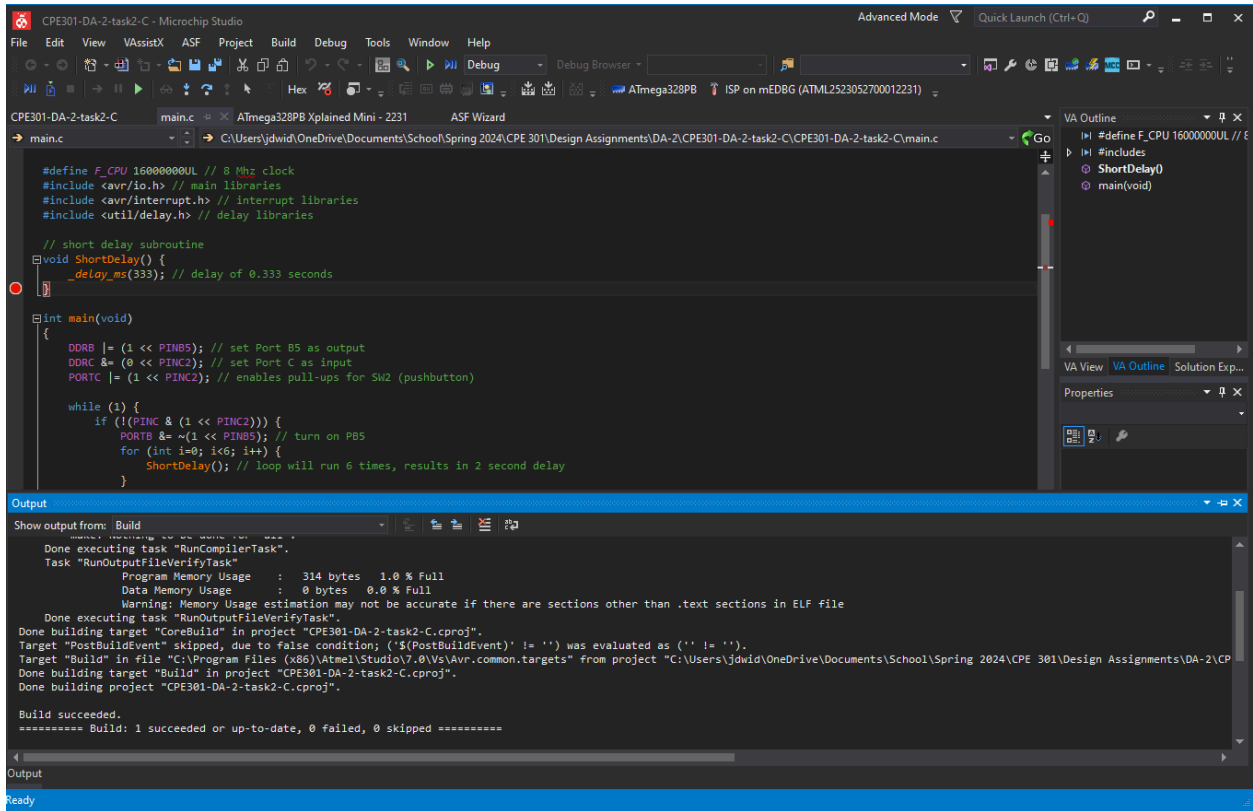 CPE301-DA-2-task2-C - Microchip Studio
Advanced Mode
Quick Launch (Ctrl+Q)
File Edit View VAssistX ASF Project Build Debug Tools Window Help
Debug
Debug Browser
Hex
ATmega328PB
ISP on mEDBG (ATML2523052700012231)
CPE301-DA-2-task2-C
main.c
ATmega328PB Xplained Mini - 2231
ASF Wizard
main.c
C:\Users\jdwid\OneDrive\Documents\School\Spring 2024\CPE 301\Design Assignments\DA-2\CPE301-DA-2-task2-C\CPE301-DA-2-task2-C\main.c
Go
#define F_CPU 16000000UL // 8 Mhz clock
#include <avr/io.h> // main libraries
#include <avr/interrupt.h> // interrupt libraries
#include <util/delay.h> // delay libraries
// short delay subroutine
void ShortDelay() {
_delay_ms(333); // delay of 0.333 seconds
}
int main(void)
{
DDRB |= (1 << PINB5); // set Port B5 as output
DDRC &= (0 << PINC2); // set Port C as input
PORTC |= (1 << PINC2); // enables pull-ups for SW2 (pushbutton)
while (1) {
if (!(PINC & (1 << PINC2))) {
PORTB &= ~(1 << PINB5); // turn on PB5
for (int i=0; i<6; i++) {
ShortDelay(); // loop will run 6 times, results in 2 second delay
}
VA Outline
#define F_CPU 16000000UL //
#includes
ShortDelay()
main(void)
VA View VA Outline Solution Exp...
Properties
Output
Show output from: Build
make: Nothing to be done for 'all'.
Done executing task "RunCompilerTask".
Task "RunOutputFileVerifyTask"
Program Memory Usage : 314 bytes 1.0 % Full
Data Memory Usage : 0 bytes 0.0 % Full
Warning: Memory Usage estimation may not be accurate if there are sections other than .text sections in ELF file
Done executing task "RunOutputFileVerifyTask".
Done building target "CoreBuild" in project "CPE301-DA-2-task2-C.cproj".
Target "PostBuildEvent" skipped, due to false condition; ('$(PostBuildEvent)' != '') was evaluated as ('' != '').
Target "Build" in file "C:\Program Files (x86)\Atmel\Studio\7.0\Vs\Avr.common.targets" from project "C:\Users\jdwid\OneDrive\Documents\School\Spring 2024\CPE 301\Design Assignments\DA-2\CP
Done building target "Build" in project "CPE301-DA-2-task2-C.cproj".
Done building project "CPE301-DA-2-task2-C.cproj".
Build succeeded.
========== Build: 1 succeeded or up-to-date, 0 failed, 0 skipped ==========
Output
Ready